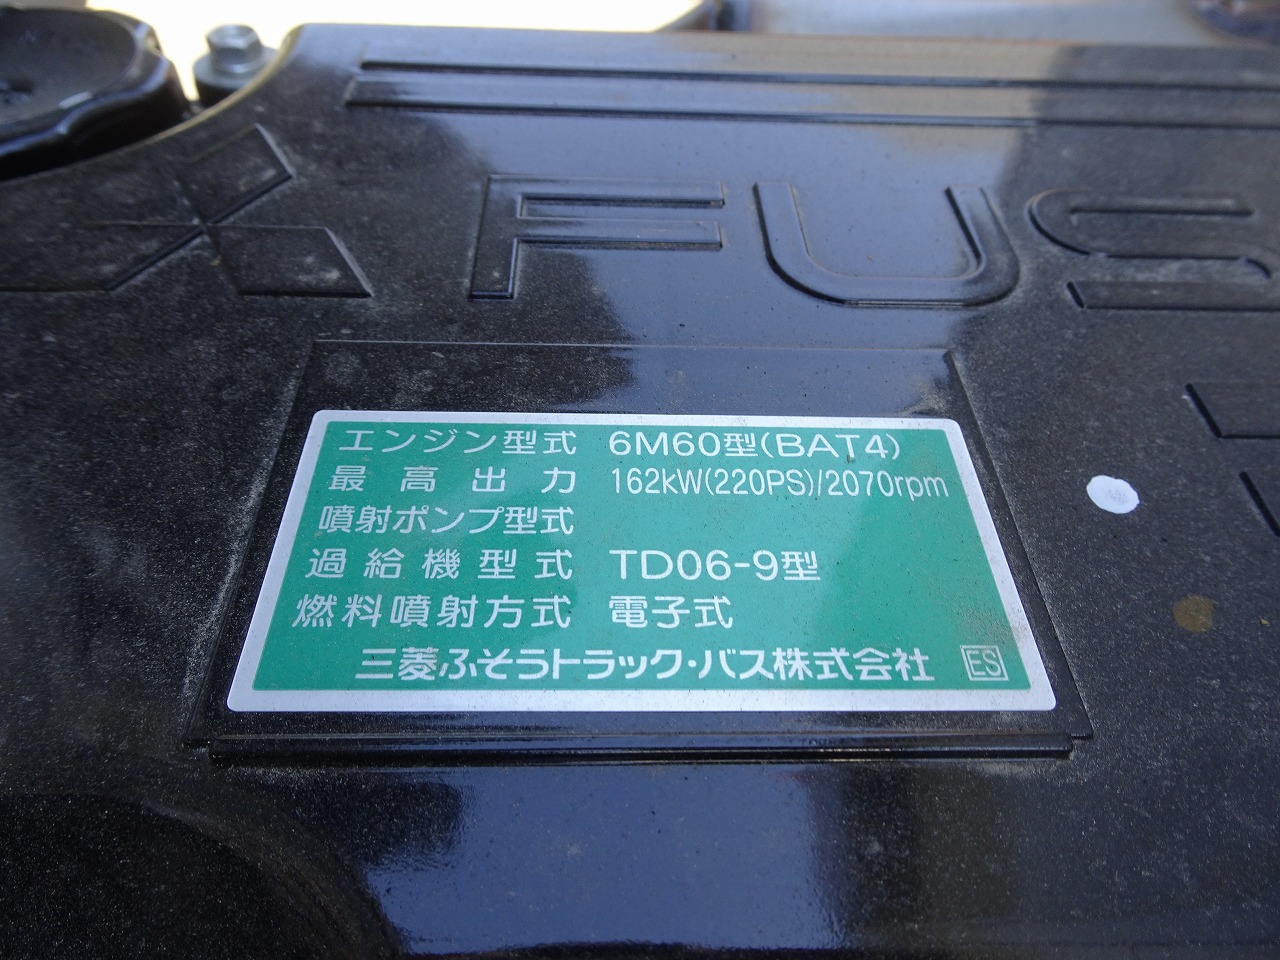 FUS
エンジン型式 6M60型(BAT4)
最高出力 162kW(220PS)/2070rpm
噴射ポンプ型式
過給機型式 TD06-9型
燃料噴射方式 電子式
三菱ふそうトラック・バス株式会社 ES